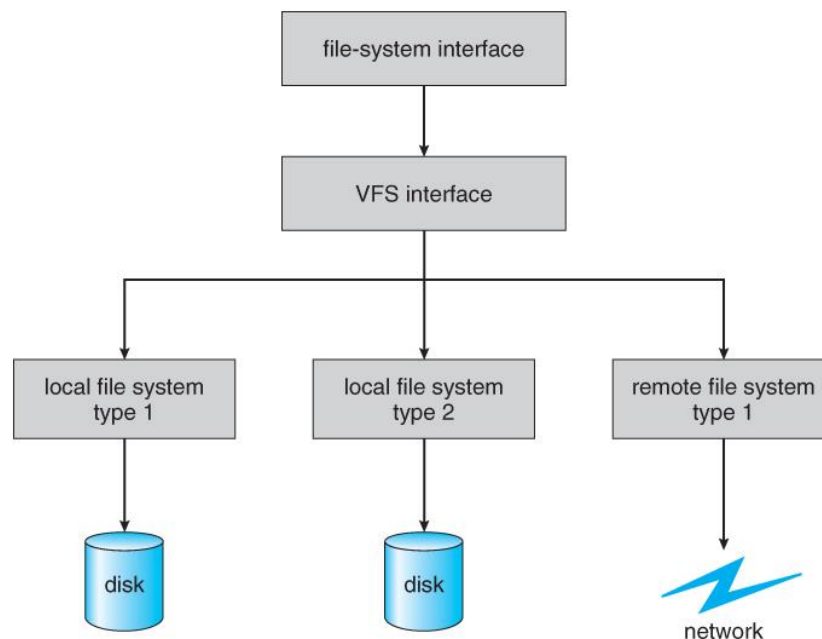 file-system interface
VFS interface
local file system
type 1
local file system
type 2
remote file system
type 1
disk
disk
network